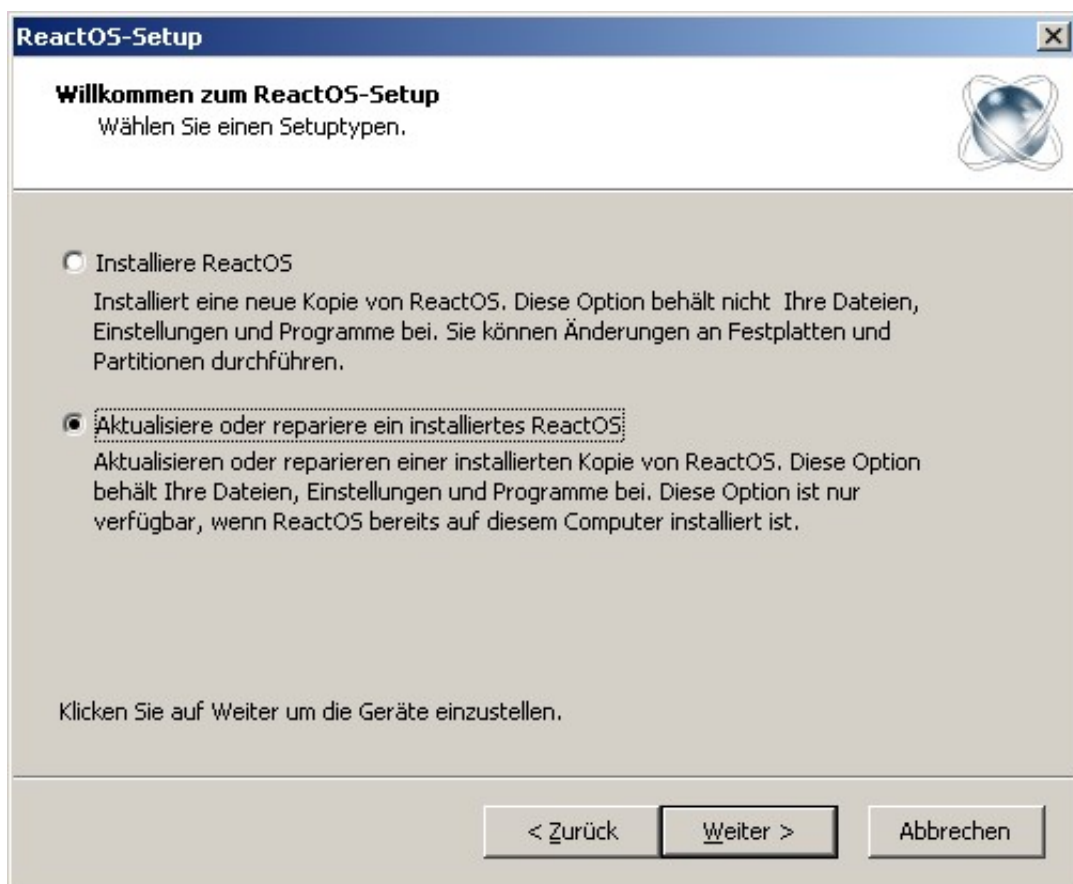 ReactOS-Setup
Willkommen zum ReactOS-Setup
Wählen Sie einen Setuptypen.
Installiere ReactOS
Installiert eine neue Kopie von ReactOS. Diese Option behält nicht  Ihre Dateien,
Einstellungen und Programme bei. Sie können Änderungen an Festplatten und
Partitionen durchführen.
Aktualisiere oder repariere ein installiertes ReactOS
Aktualisieren oder reparieren einer installierten Kopie von ReactOS. Diese Option
behält Ihre Dateien, Einstellungen und Programme bei. Diese Option ist nur
verfügbar, wenn ReactOS bereits auf diesem Computer installiert ist.
Klicken Sie auf Weiter um die Geräte einzustellen.
< Zurück
Weiter >
Abbrechen